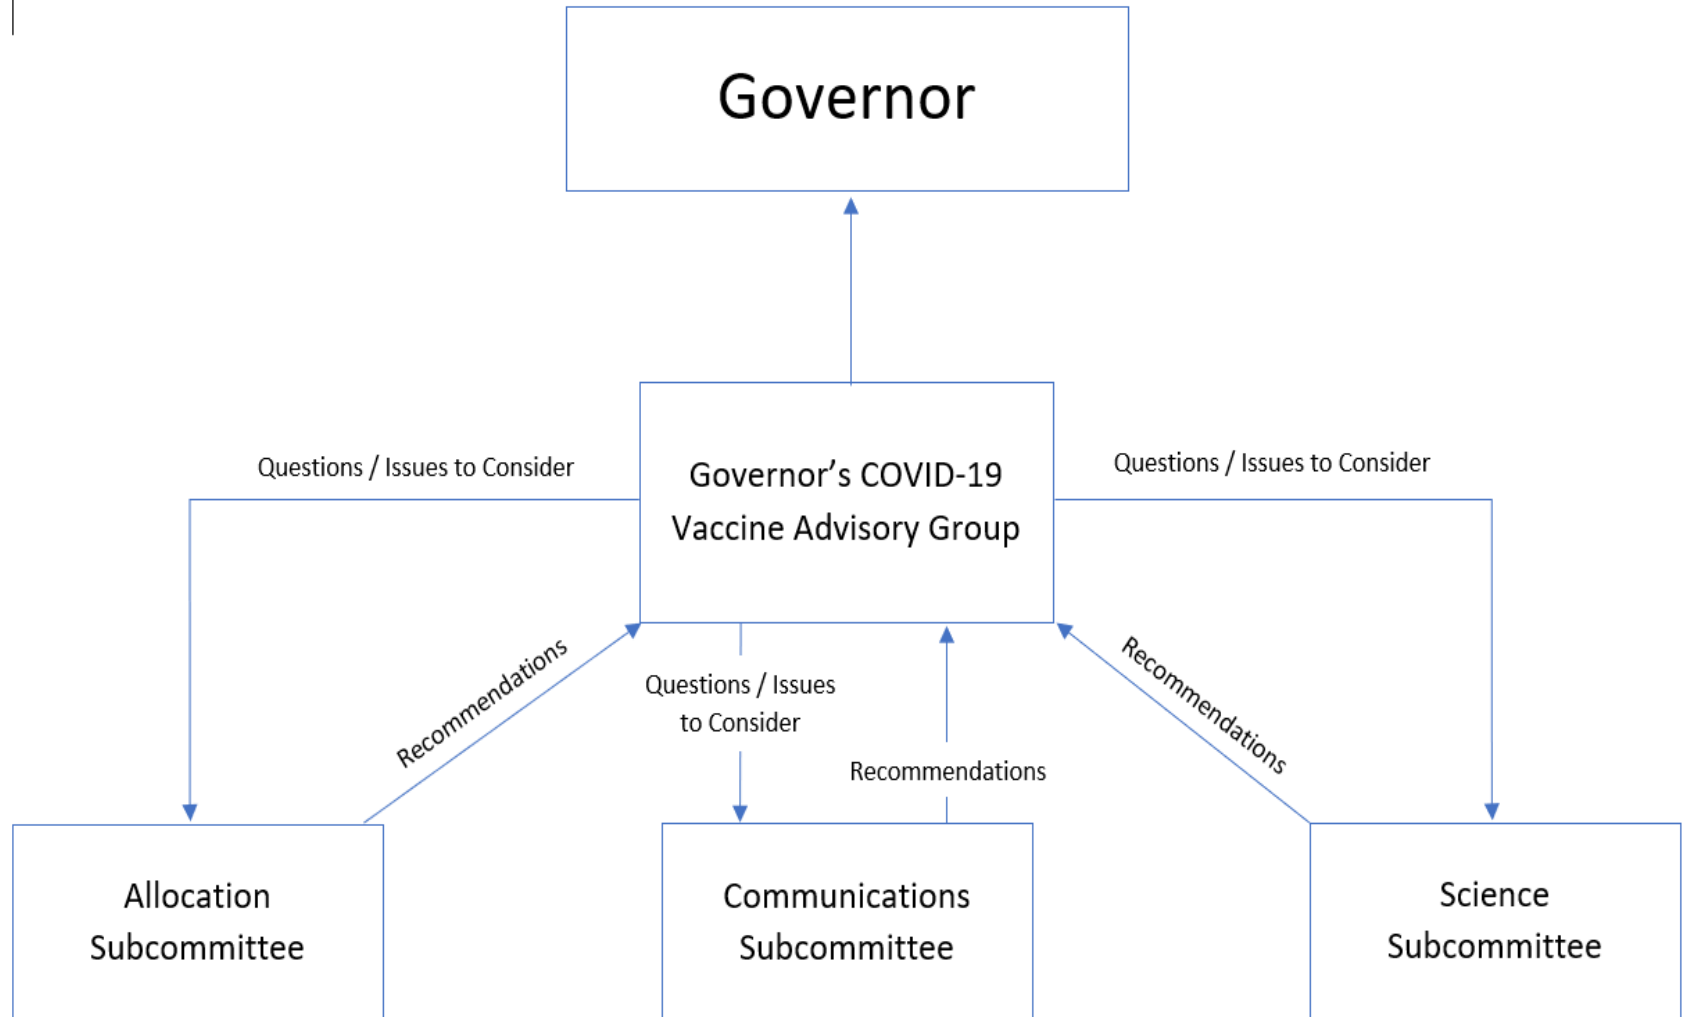 Governor
Questions / Issues to Consider
Questions / Issues to Consider
Governor’s COVID-19
Vaccine Advisory Group
Recommendations
Questions / Issues
to Consider
Recommendations
Recommendations
Allocation
Subcommittee
Communications
Subcommittee
Science
Subcommittee